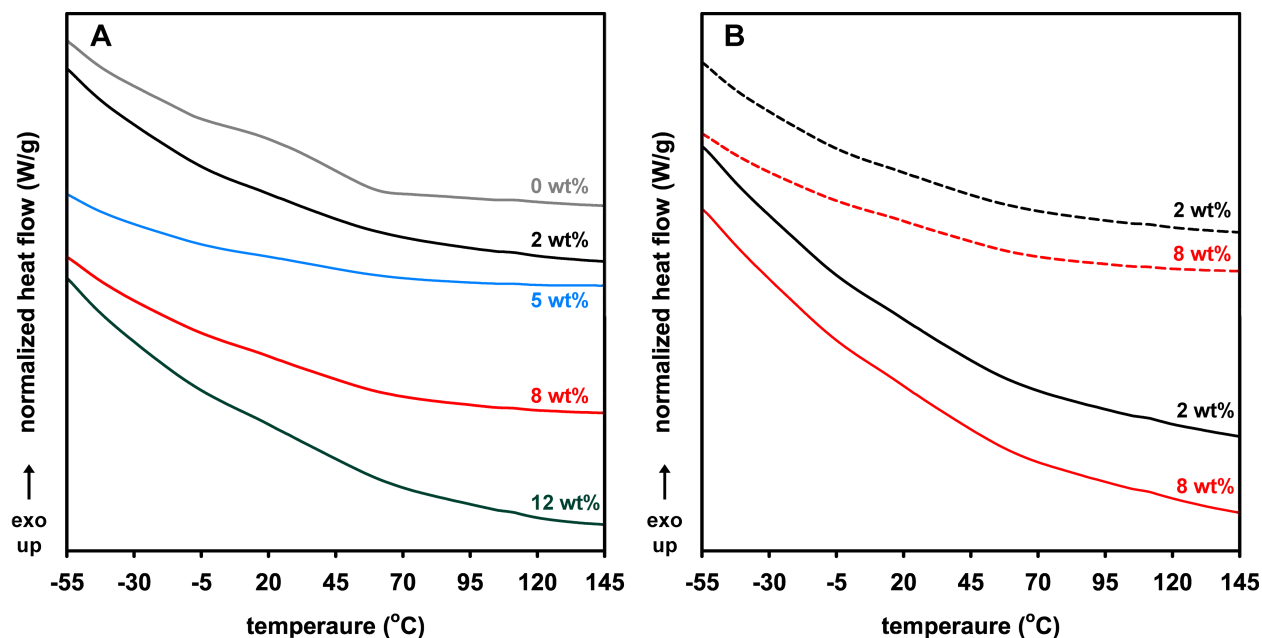 A
normalized heat flow (W/g)
exo
up
0 wt%
2 wt%
5 wt%
8 wt%
12 wt%
-55 -30 -5 20 45 70 95 120 145
temperaure (°C)
B
normalized heat flow (W/g)
exo
up
2 wt%
8 wt%
2 wt%
8 wt%
-55 -30 -5 20 45 70 95 120 145
temperaure (°C)